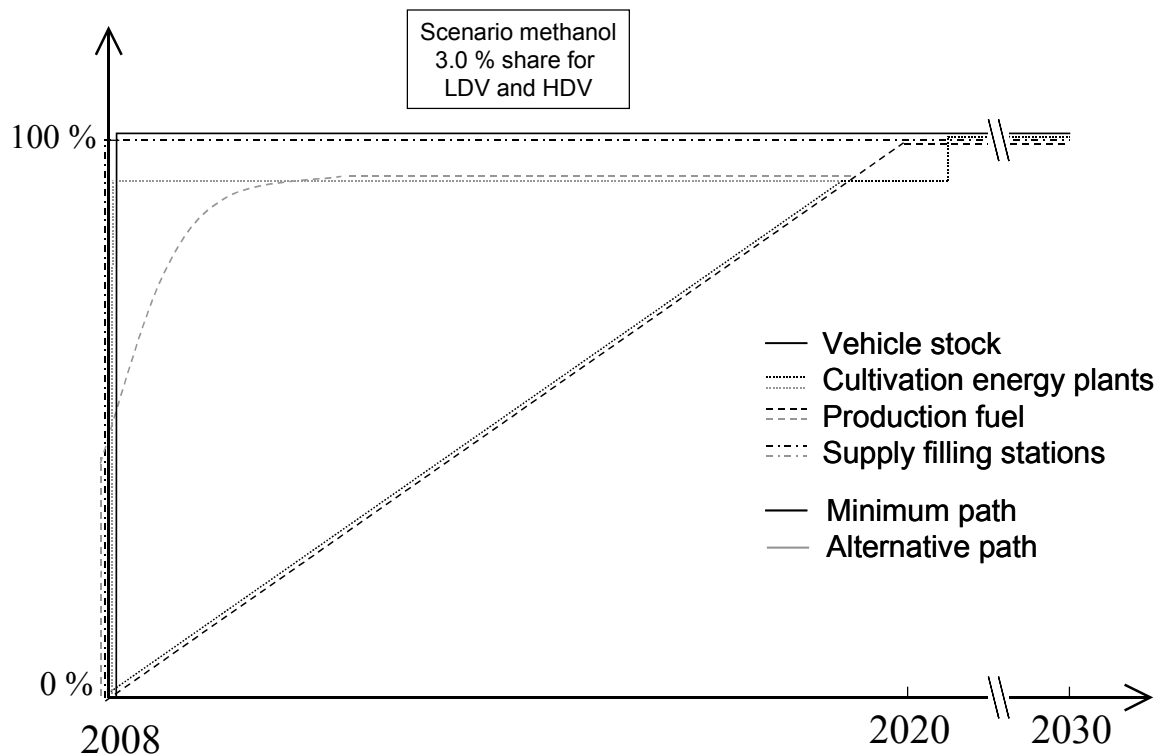 Scenario methanol
3.0 % share for
LDV and HDV
100 %
Vehicle stock
Cultivation energy plants
Production fuel
Supply filling stations
Minimum path
Alternative path
0 %
2008
2020
2030